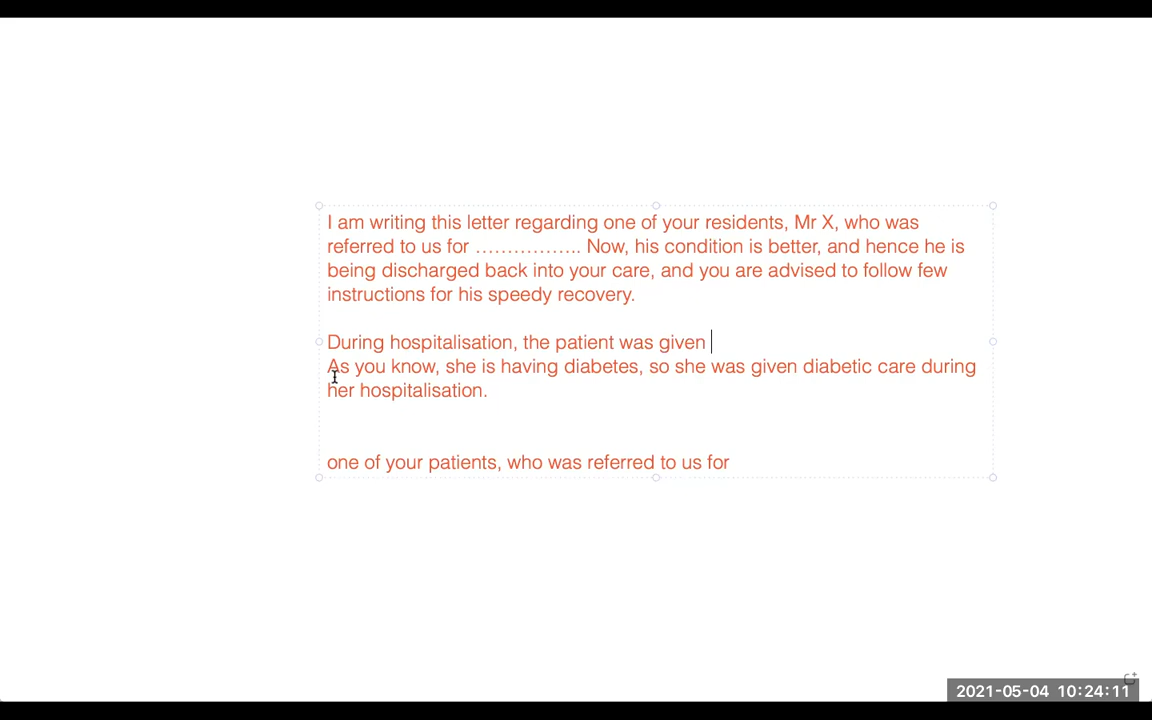 I am writing this letter regarding one of your residents, Mr X, who was
referred to us for …………….. Now, his condition is better, and hence he is
being discharged back into your care, and you are advised to follow few
instructions for his speedy recovery.
During hospitalisation, the patient was given
As you know, she is having diabetes, so she was given diabetic care during
her hospitalisation.
one of your patients, who was referred to us for
2021-05-04 10:24:11